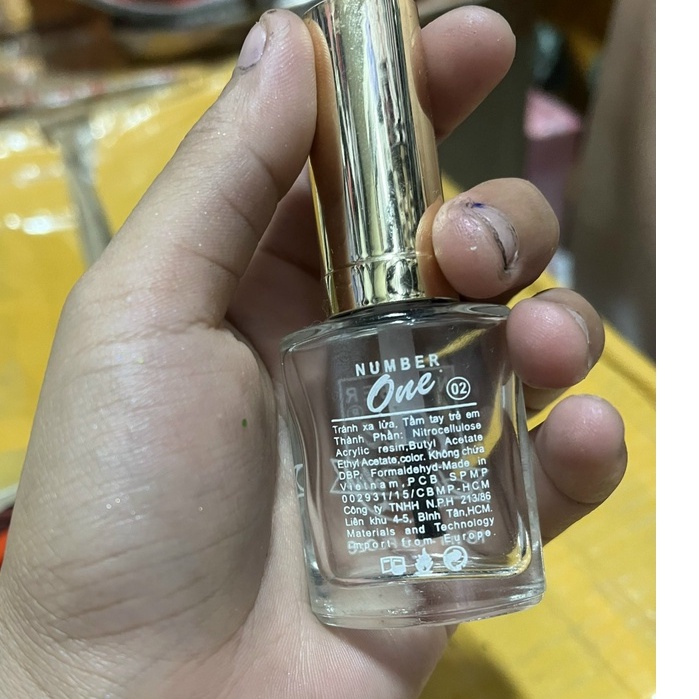 NUMBER
One 02
Tránh xa lửa, Tầm tay trẻ em
Thành Phần: Nitrocellulose
Acrylic resin,Butyl Acetate
Ethyl Acetate,color. Không chứa
DBP, Formaldehyd-Made in
Vietnam,PCB SPMP
002931/15/CBMP-HCM
Công ty TNHH N.P.H 213/86
Liên khu 4-5, Bình Tân,HCM.
Materials and Technology
import from Europe.